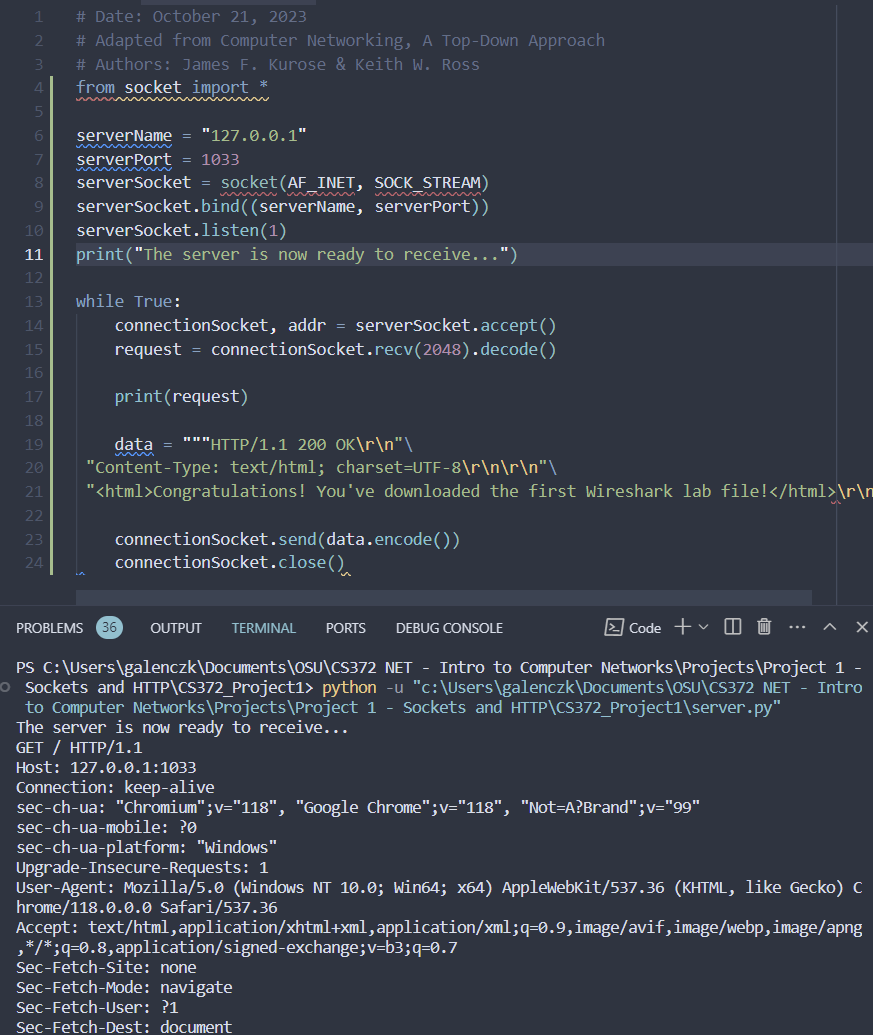 1 # Date: October 21, 2023
2 # Adapted from Computer Networking, A Top-Down Approach
3 # Authors: James F. Kurose & Keith W. Ross
4 from socket import *
5
6 serverName = "127.0.0.1"
7 serverPort = 1033
8 serverSocket = socket(AF_INET, SOCK_STREAM)
9 serverSocket.bind((serverName, serverPort))
10 serverSocket.listen(1)
11 print("The server is now ready to receive...")
12
13 while True:
14     connectionSocket, addr = serverSocket.accept()
15     request = connectionSocket.recv(2048).decode()
16
17     print(request)
18
19     data = """HTTP/1.1 200 OK\r\n"\
20  "Content-Type: text/html; charset=UTF-8\r\n\r\n"\
21  "<html>Congratulations! You've downloaded the first Wireshark lab file!</html>\r\n
22
23     connectionSocket.send(data.encode())
24     connectionSocket.close()
PROBLEMS 36 OUTPUT TERMINAL PORTS DEBUG CONSOLE Code
PS C:\Users\galenczk\Documents\OSU\CS372 NET - Intro to Computer Networks\Projects\Project 1 -
Sockets and HTTP\CS372_Project1> python -u "c:\Users\galenczk\Documents\OSU\CS372 NET - Intro
to Computer Networks\Projects\Project 1 - Sockets and HTTP\CS372_Project1\server.py"
The server is now ready to receive...
GET / HTTP/1.1
Host: 127.0.0.1:1033
Connection: keep-alive
sec-ch-ua: "Chromium";v="118", "Google Chrome";v="118", "Not=A?Brand";v="99"
sec-ch-ua-mobile: ?0
sec-ch-ua-platform: "Windows"
Upgrade-Insecure-Requests: 1
User-Agent: Mozilla/5.0 (Windows NT 10.0; Win64; x64) AppleWebKit/537.36 (KHTML, like Gecko) C
hrome/118.0.0.0 Safari/537.36
Accept: text/html,application/xhtml+xml,application/xml;q=0.9,image/avif,image/webp,image/apng
,*/*;q=0.8,application/signed-exchange;v=b3;q=0.7
Sec-Fetch-Site: none
Sec-Fetch-Mode: navigate
Sec-Fetch-User: ?1
Sec-Fetch-Dest: document